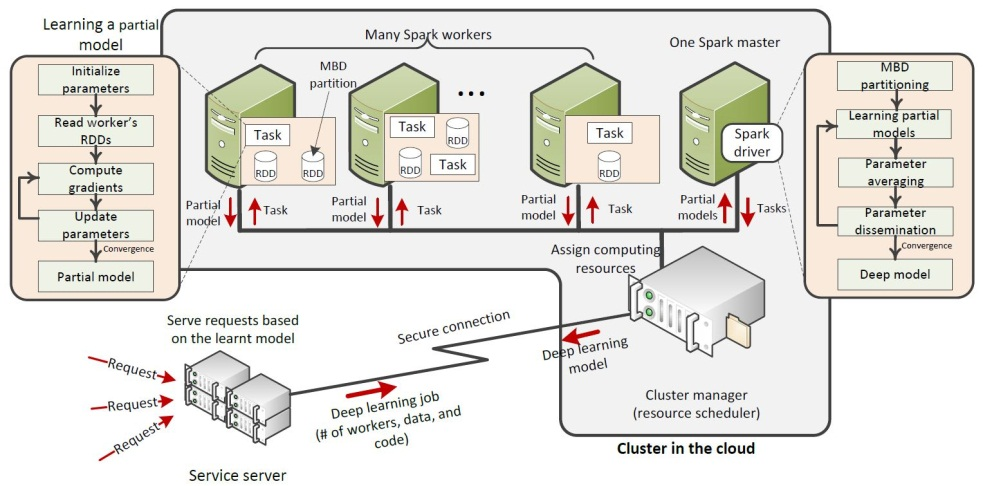 Learning a partial
model
Initialize
parameters
Read worker's
RDDs
Compute
gradients
Update
parameters
Convergence
Partial model
Many Spark workers
MBD
partition
...
Task
RDD
RDD
Task
RDD
RDD
Task
Task
RDD
One Spark master
Spark
driver
Partial
model
Task
Partial
model
Task
Partial
model
Task
Partial
models
Tasks
MBD
partitioning
Learning partial
models
Parameter
averaging
Parameter
dissemination
Convergence
Deep model
Assign computing
resources
Serve requests based
on the learnt model
Request
Request
Request
Service server
Secure connection
Deep learning job
(# of workers, data, and
code)
Deep learning
model
Cluster manager
(resource scheduler)
Cluster in the cloud